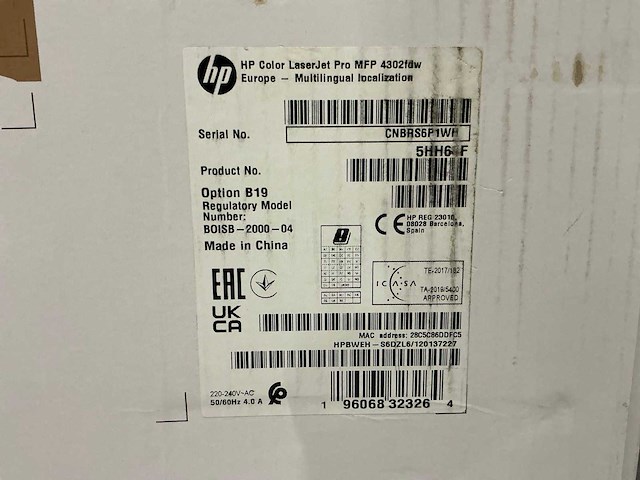 hp
HP Color LaserJet Pro MFP 4302fdw
Europe – Multilingual localization
Serial No.
CNBRS6P1WH
Product No.
Option B19
Regulatory Model
Number:
BOISB–2000–04
Made in China
CE
HP REG 23010,
08028 Barcelona,
Spain
EAC
ICASA
TE-2017/182
TA-2019/5400
APPROVED
UK
CA
MAC address: 28C5C86DDFC5
HPBWEH–S6DZL6/120137227
220-240V~AC
50/60Hz 4.0 A
1 96068 32326 4